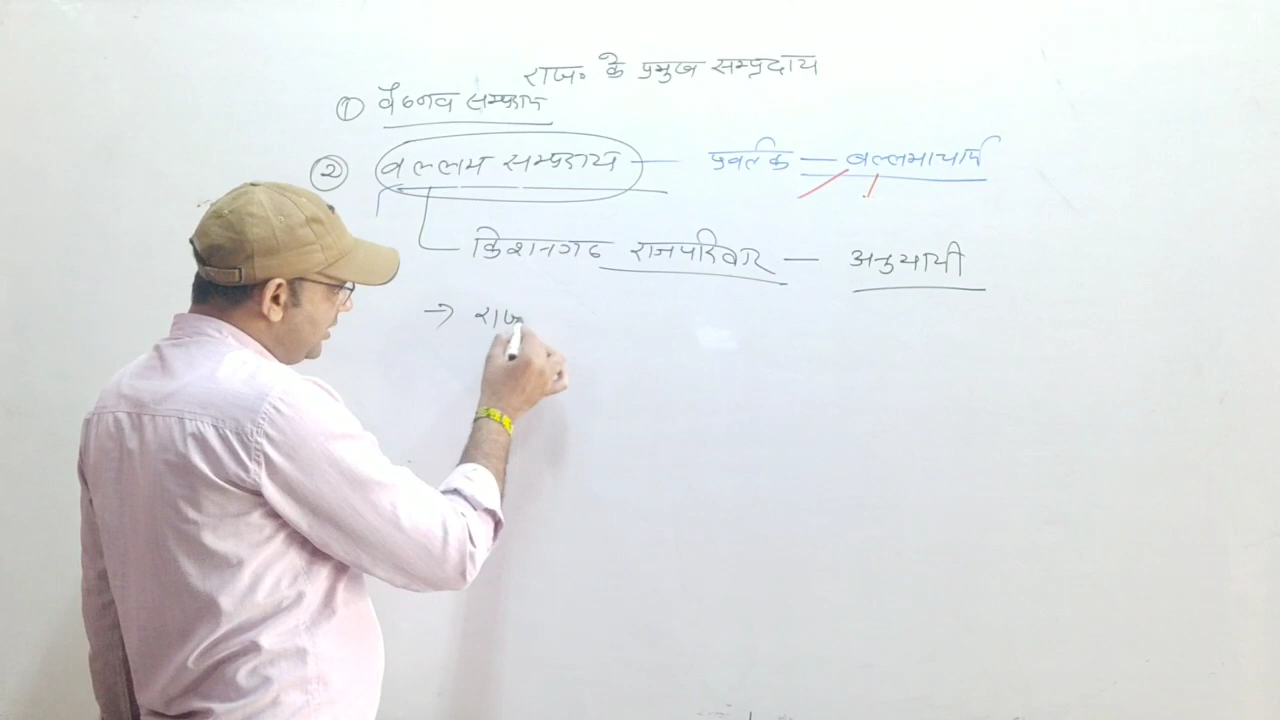 राज० के प्रमुख सम्प्रदाय
① वैष्णव सम्प्रदाय
② वल्लभ सम्प्रदाय — प्रवर्तक — वल्लभाचार्य
किशनगढ राजपरिवार — अनुयायी
→ राज